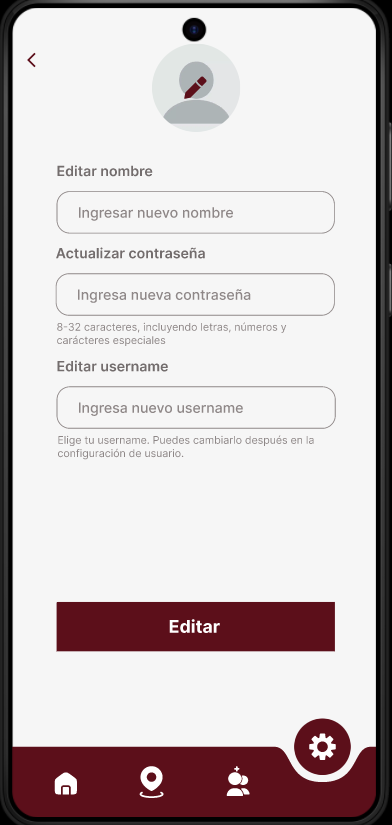 Editar nombre
Ingresar nuevo nombre
Actualizar contraseña
Ingresa nueva contraseña
8-32 caracteres, incluyendo letras, números y
carácteres especiales
Editar username
Ingresa nuevo username
Elige tu username. Puedes cambiarlo después en la
configuración de usuario.
Editar